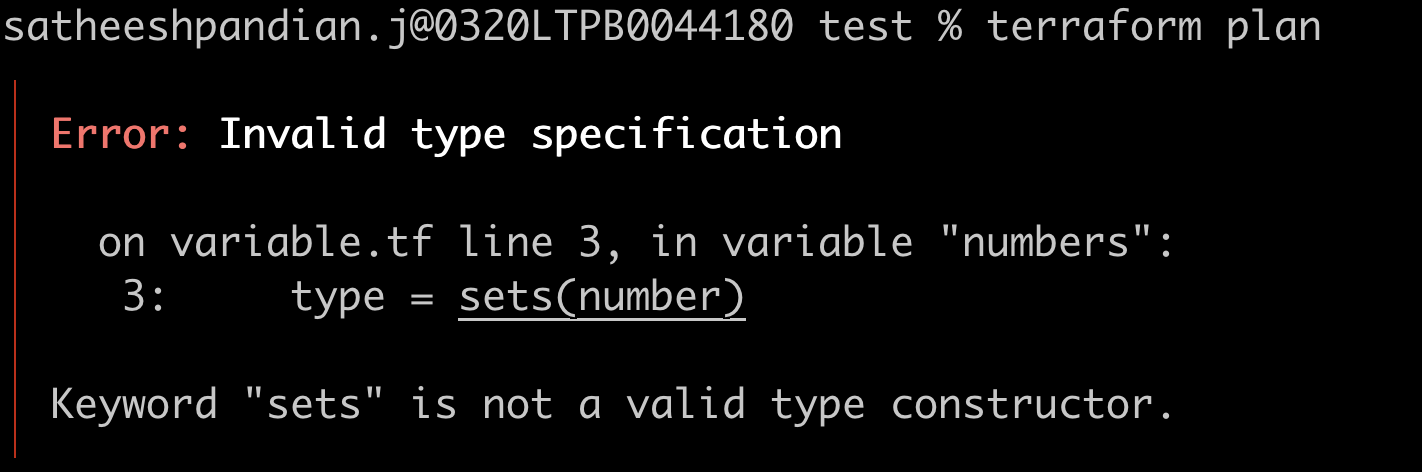 satheeshpandian.j@0320LTPB0044180 test % terraform plan
Error: Invalid type specification
on variable.tf line 3, in variable "numbers":
3: type = sets(number)
Keyword "sets" is not a valid type constructor.